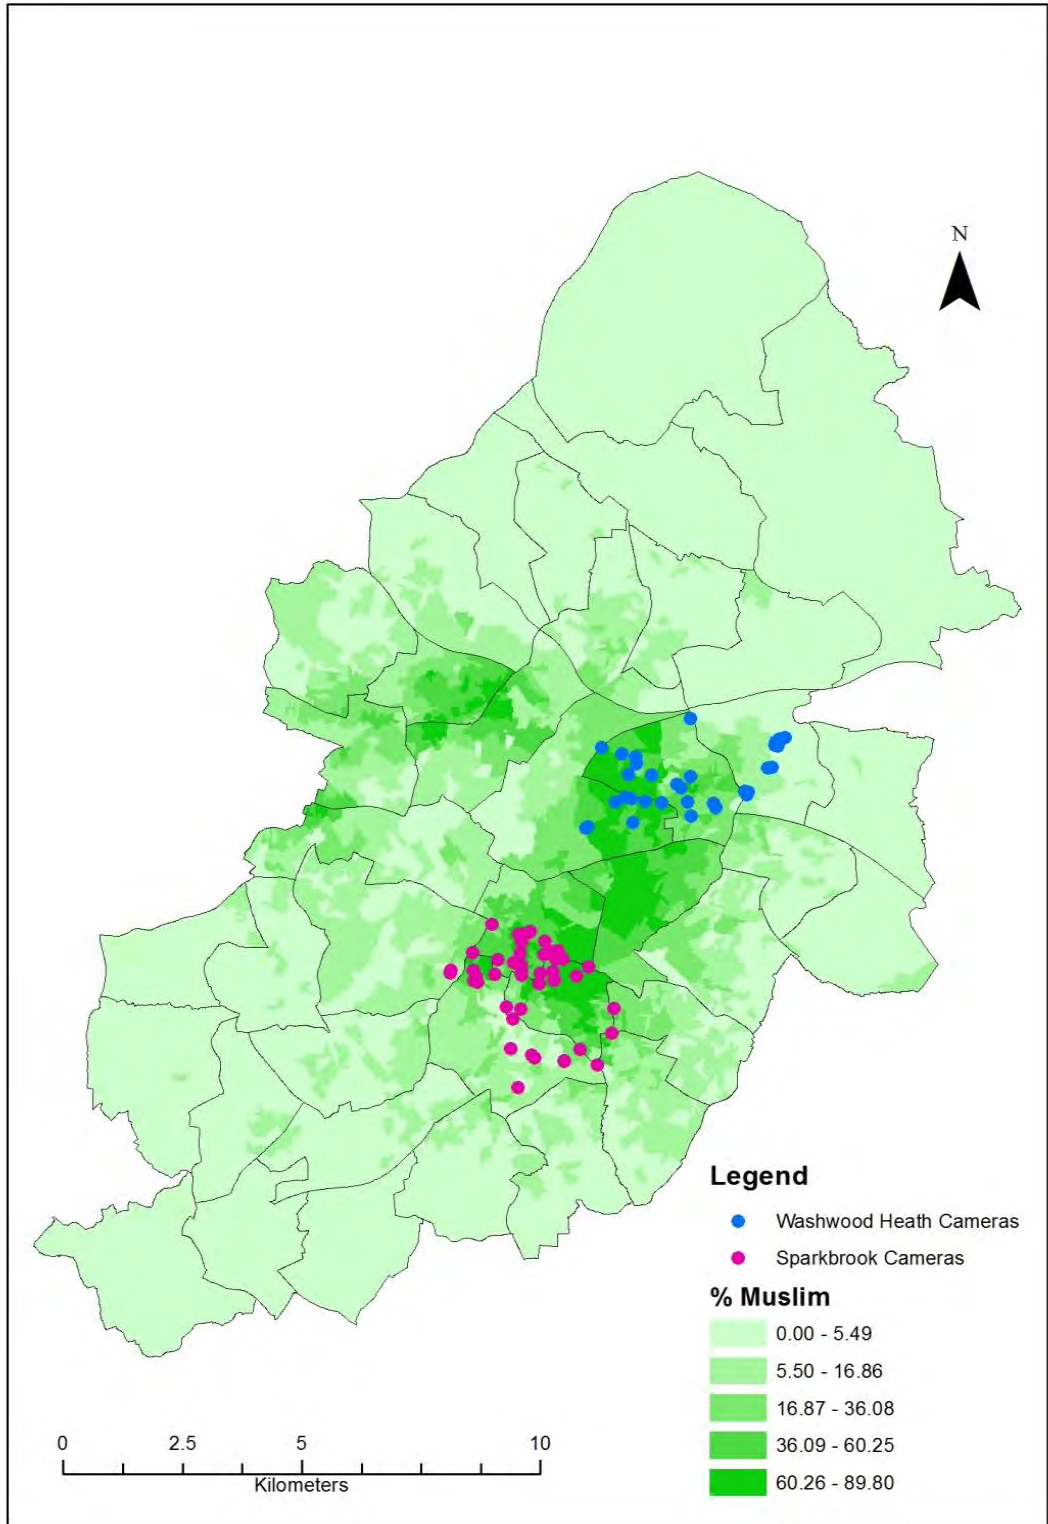 N
Legend
Washwood Heath Cameras
Sparkbrook Cameras
% Muslim
0.00 - 5.49
5.50 - 16.86
16.87 - 36.08
36.09 - 60.25
60.26 - 89.80
0 2.5 5 10
Kilometers